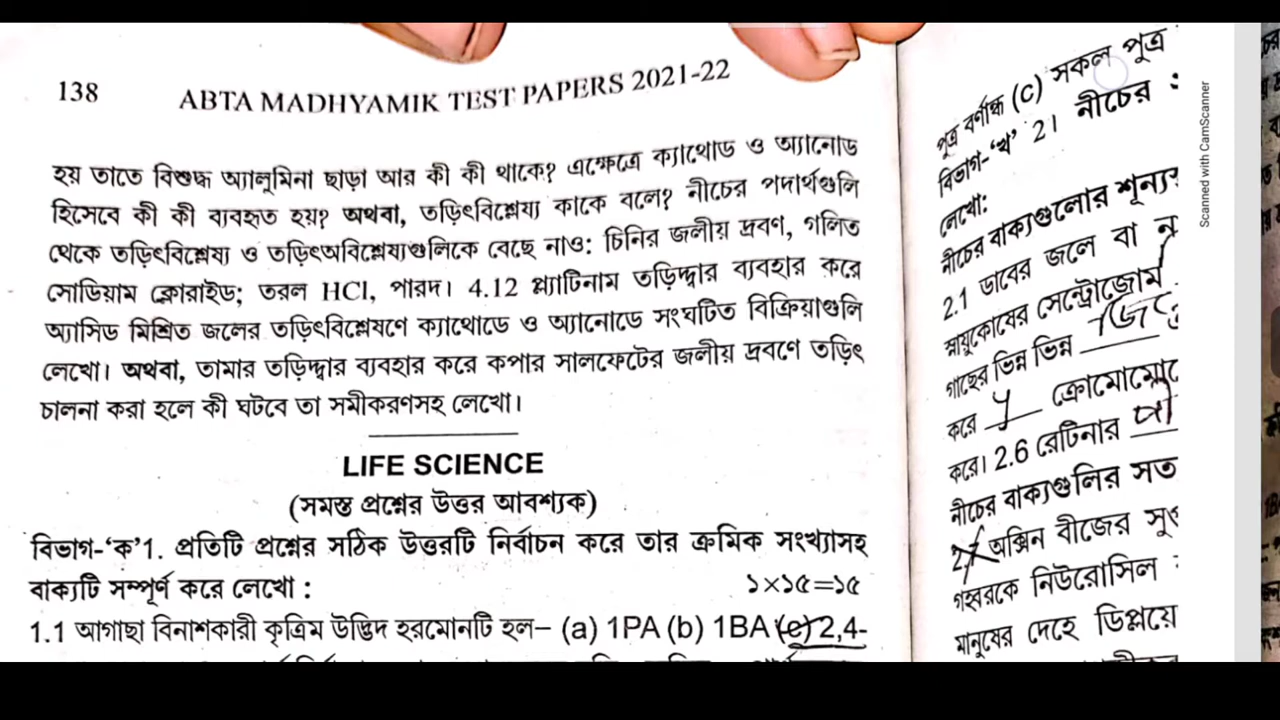 138
ABTA MADHYAMIK TEST PAPERS 2021-22
হয় তাতে বিশুদ্ধ অ্যালুমিনা ছাড়া আর কী কী থাকে? এক্ষেত্রে ক্যাথোড ও অ্যানোড
হিসেবে কী কী ব্যবহৃত হয়? অথবা, তড়িৎবিশ্লেষ্য কাকে বলে? নীচের পদার্থগুলি
থেকে তড়িৎবিশ্লেষ্য ও তড়িৎঅবিশ্লেষ্যগুলিকে বেছে নাও: চিনির জলীয় দ্রবণ, গলিত
সোডিয়াম ক্লোরাইড; তরল HCl, পারদ। 4.12 প্ল্যাটিনাম তড়িদ্দ্বার ব্যবহার করে
অ্যাসিড মিশ্রিত জলের তড়িৎবিশ্লেষণে ক্যাথোডে ও অ্যানোডে সংঘটিত বিক্রিয়াগুলি
লেখো। অথবা, তামার তড়িদ্দ্বার ব্যবহার করে কপার সালফেটের জলীয় দ্রবণে তড়িৎ
চালনা করা হলে কী ঘটবে তা সমীকরণসহ লেখো।
LIFE SCIENCE
(সমস্ত প্রশ্নের উত্তর আবশ্যক)
বিভাগ-‘ক’1. প্রতিটি প্রশ্নের সঠিক উত্তরটি নির্বাচন করে তার ক্রমিক সংখ্যাসহ
বাক্যটি সম্পূর্ণ করে লেখো : ১×১৫=১৫
1.1 আগাছা বিনাশকারী কৃত্রিম উদ্ভিদ হরমোনটি হল– (a) 1PA (b) 1BA (c) 2,4-
পুত্র বর্ণান্ধ (C) সকল পুত্র
বিভাগ-‘খ’ 2। নীচের
লেখো:
নীচের বাক্যগুলোর
2.1 ডাবের জলে বা
স্নায়ুকোষের সেন্ট্রোজোম
গাছের ভিন্ন ভিন্ন
করে y
করে। 2.6 রেটিনার
নীচের বাক্যগুলির
অক্সিন বীজের
গহ্বরকে নিউরোসিল
মানুষের দেহে
Scanned with CamScanner